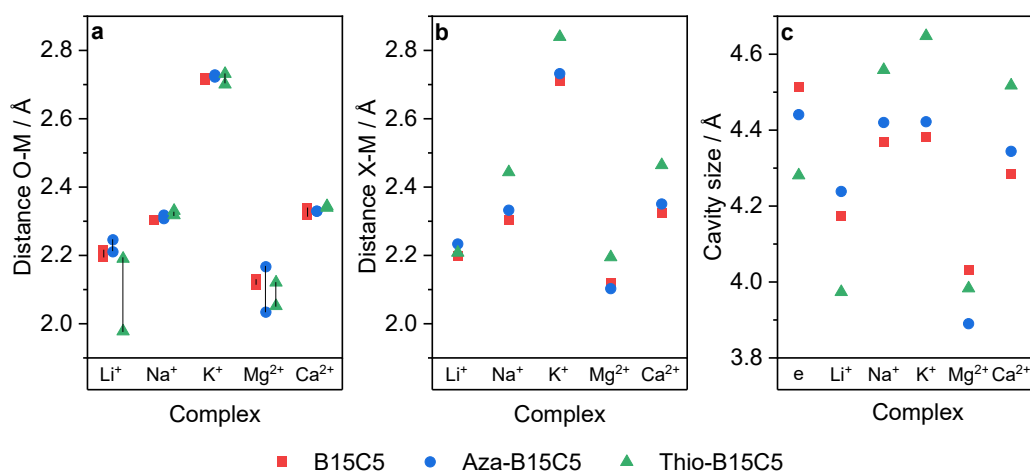 a
2.8
2.6
2.4
2.2
2.0
Distance O-M / Å
Li⁺ Na⁺ K⁺ Mg²⁺ Ca²⁺
Complex
b
2.8
2.6
2.4
2.2
2.0
Distance X-M / Å
Li⁺ Na⁺ K⁺ Mg²⁺ Ca²⁺
Complex
c
4.6
4.4
4.2
4.0
3.8
Cavity size / Å
e Li⁺ Na⁺ K⁺ Mg²⁺ Ca²⁺
Complex
B15C5 Aza-B15C5 Thio-B15C5